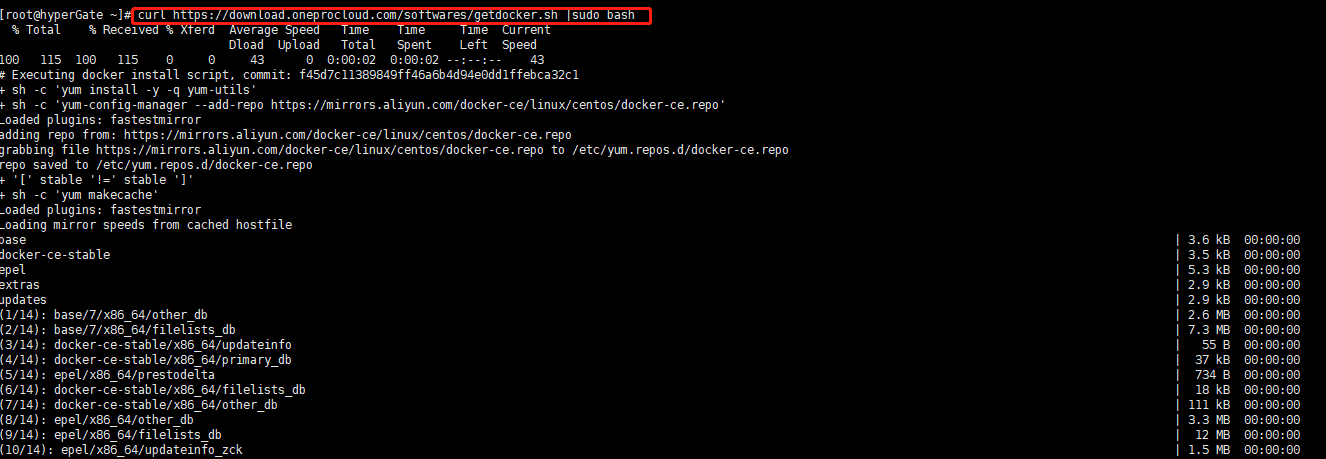 [root@hyperGate ~]# curl https://download.oneprocloud.com/softwares/getdocker.sh |sudo bash
% Total % Received % Xferd Average Speed Time Time Time Current
Dload Upload Total Spent Left Speed
100 115 100 115 0 0 43 0 0:00:02 0:00:02 --:--:-- 43
# Executing docker install script, commit: f45d7c11389849ff46a6b4d94e0dd1ffebca32c1
+ sh -c 'yum install -y -q yum-utils'
+ sh -c 'yum-config-manager --add-repo https://mirrors.aliyun.com/docker-ce/linux/centos/docker-ce.repo'
Loaded plugins: fastestmirror
adding repo from: https://mirrors.aliyun.com/docker-ce/linux/centos/docker-ce.repo
grabbing file https://mirrors.aliyun.com/docker-ce/linux/centos/docker-ce.repo to /etc/yum.repos.d/docker-ce.repo
repo saved to /etc/yum.repos.d/docker-ce.repo
+ '[' stable '!=' stable ']'
+ sh -c 'yum makecache'
Loaded plugins: fastestmirror
Loading mirror speeds from cached hostfile
base | 3.6 kB 00:00:00
docker-ce-stable | 3.5 kB 00:00:00
epel | 5.3 kB 00:00:00
extras | 2.9 kB 00:00:00
updates | 2.9 kB 00:00:00
(1/14): base/7/x86_64/other_db | 2.6 MB 00:00:00
(2/14): base/7/x86_64/filelists_db | 7.3 MB 00:00:00
(3/14): docker-ce-stable/x86_64/updateinfo | 55 B 00:00:00
(4/14): docker-ce-stable/x86_64/primary_db | 37 kB 00:00:00
(5/14): epel/x86_64/prestodelta | 734 B 00:00:00
(6/14): docker-ce-stable/x86_64/filelists_db | 18 kB 00:00:00
(7/14): docker-ce-stable/x86_64/other_db | 111 kB 00:00:00
(8/14): epel/x86_64/other_db | 3.3 MB 00:00:00
(9/14): epel/x86_64/filelists_db | 12 MB 00:00:00
(10/14): epel/x86_64/updateinfo_zck | 1.5 MB 00:00:00